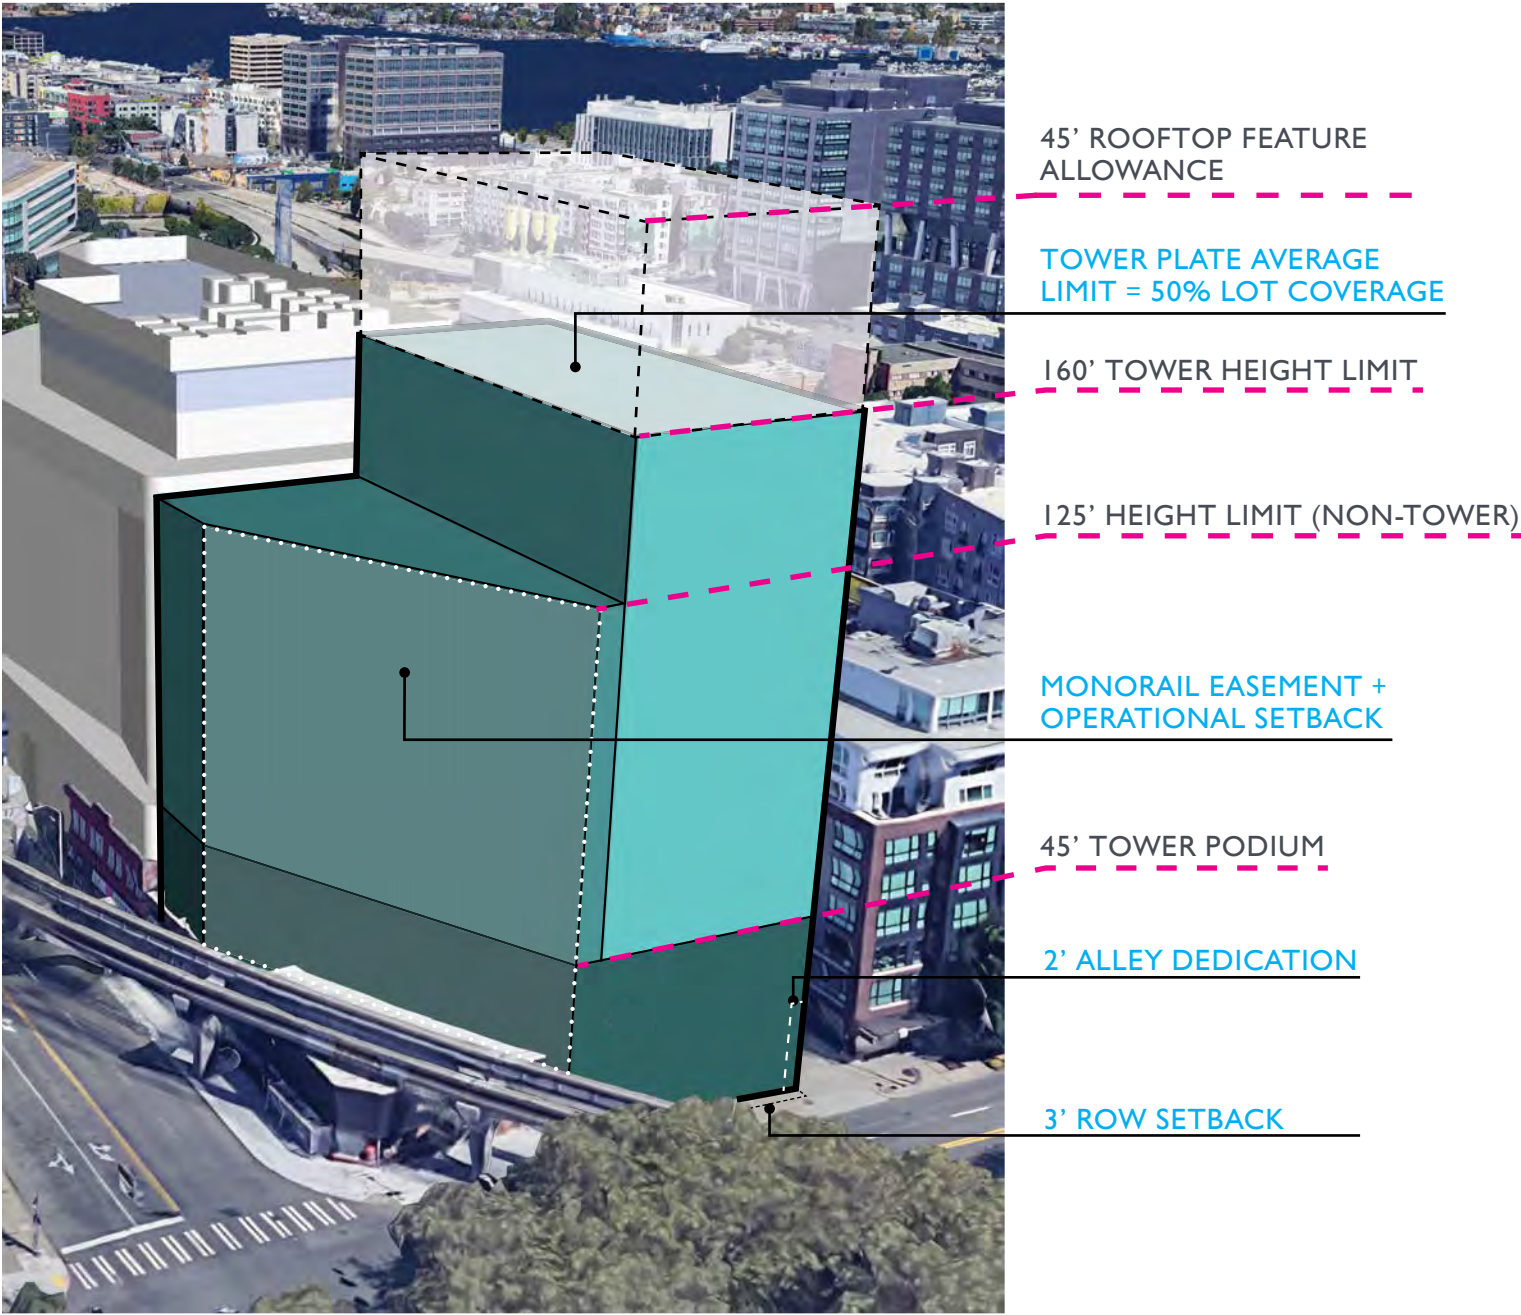 45’ ROOFTOP FEATURE
ALLOWANCE
TOWER PLATE AVERAGE
LIMIT = 50% LOT COVERAGE
160’ TOWER HEIGHT LIMIT
125’ HEIGHT LIMIT (NON-TOWER)
MONORAIL EASEMENT +
OPERATIONAL SETBACK
45’ TOWER PODIUM
2’ ALLEY DEDICATION
3’ ROW SETBACK